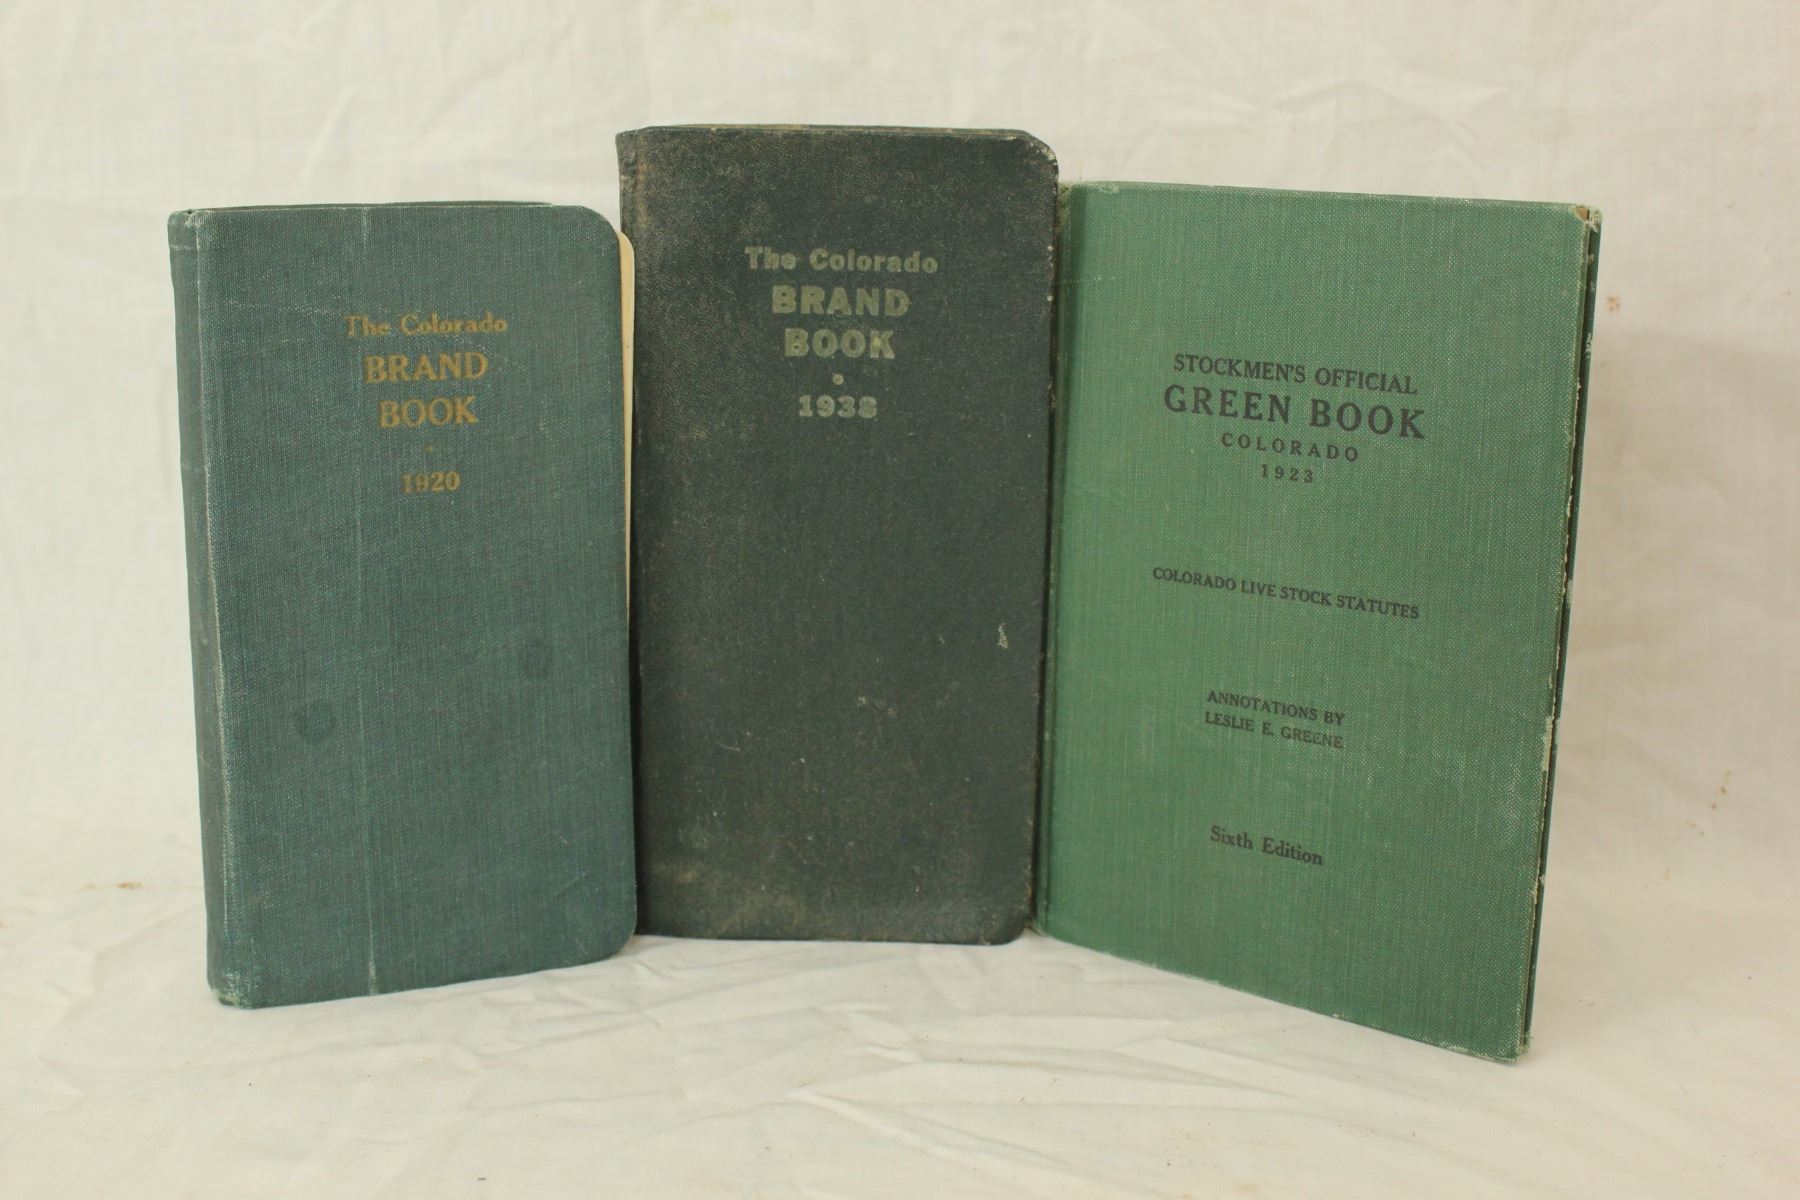 The Colorado
BRAND
BOOK
1920
The Colorado
BRAND
BOOK
1938
STOCKMEN'S OFFICIAL
GREEN BOOK
COLORADO
1923
COLORADO LIVE STOCK STATUTES
ANNOTATIONS BY
LESLIE E. GREENE
Sixth Edition